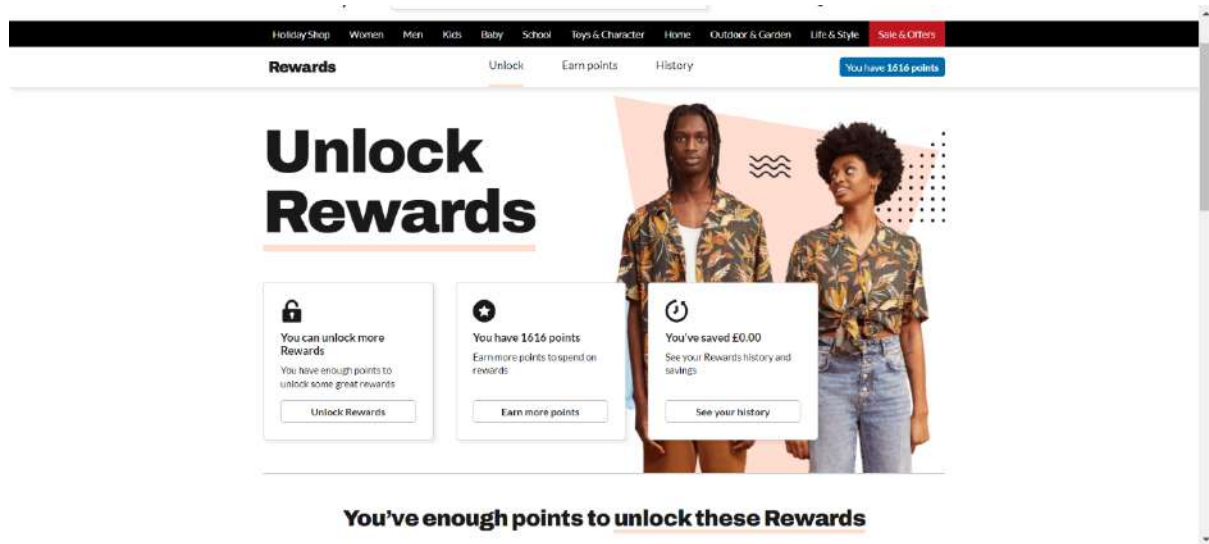 Holiday Shop Women Men Kids Baby School Toys & Character Home Outdoor & Garden Life & Style Sale & Offers
Rewards Unlock Earn points History You have 1616 points
Unlock
Rewards
You can unlock more
Rewards
You have enough points to
unlock some great rewards
Unlock Rewards
You have 1616 points
Earn more points to spend on
rewards
Earn more points
You've saved £0.00
See your Rewards history and
savings
See your history
You've enough points to unlock these Rewards